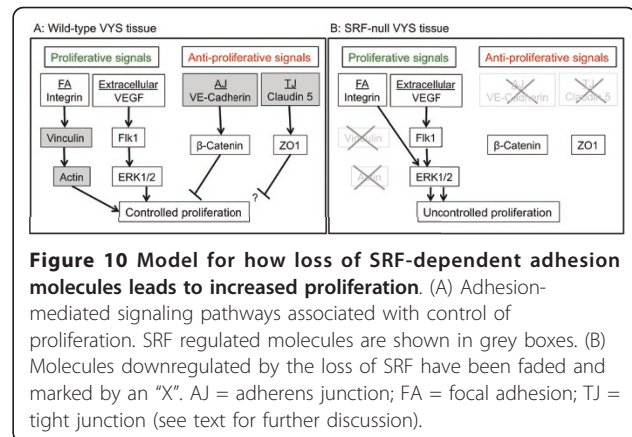 A: Wild-type VYS tissue
Proliferative signals
Anti-proliferative signals
FA
Integrin
Extracellular
VEGF
AJ
VE-Cadherin
TJ
Claudin 5
Vinculin
Flk1
β-Catenin
ZO1
Actin
ERK1/2
?
Controlled proliferation
B: SRF-null VYS tissue
Proliferative signals
Anti-proliferative signals
FA
Integrin
Extracellular
VEGF
AJ
VE-Cadherin
TJ
Claudin 5
Vinculin
Flk1
β-Catenin
ZO1
Actin
ERK1/2
Uncontrolled proliferation
Figure 10 Model for how loss of SRF-dependent adhesion
molecules leads to increased proliferation. (A) Adhesion-
mediated signaling pathways associated with control of
proliferation. SRF regulated molecules are shown in grey boxes. (B)
Molecules downregulated by the loss of SRF have been faded and
marked by an “X”. AJ = adherens junction; FA = focal adhesion; TJ =
tight junction (see text for further discussion).